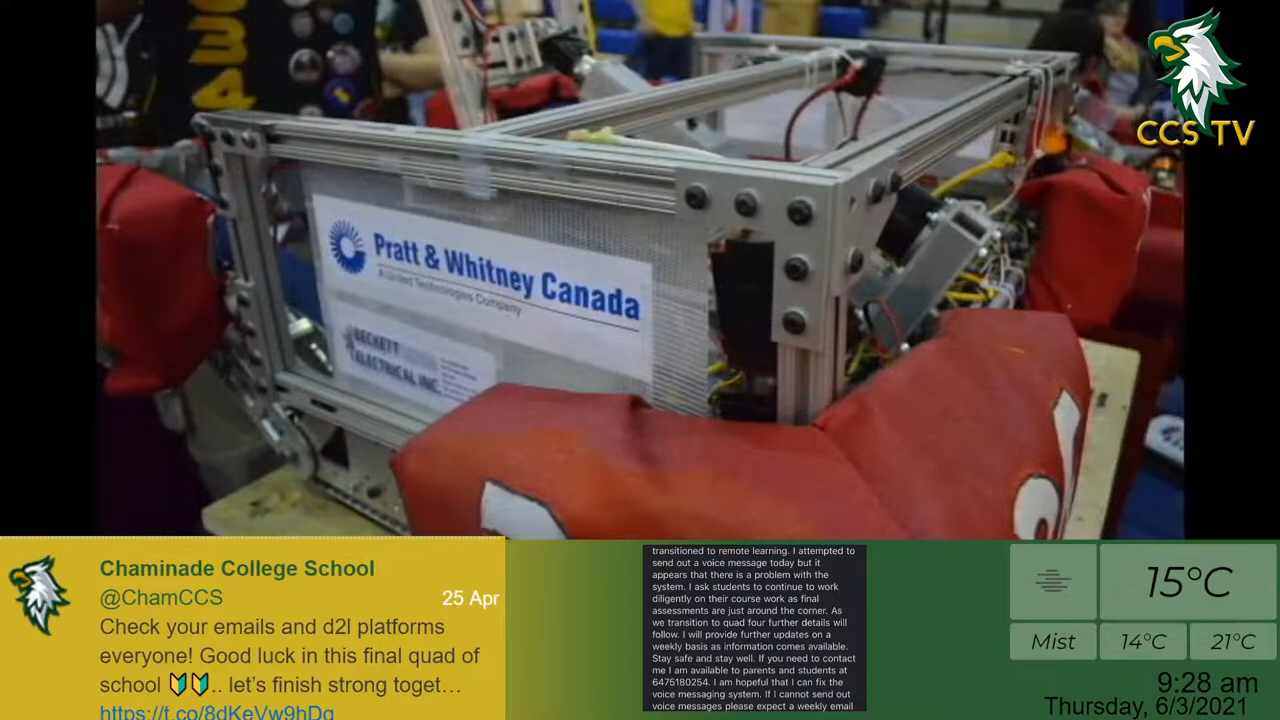 CCS TV
Pratt & Whitney Canada
A United Technologies Company
BECKETT
ELECTRICAL INC.
Chaminade College School
@ChamCCS
25 Apr
Check your emails and d2l platforms
everyone! Good luck in this final quad of
school 🔰🔰.. let's finish strong toget…
https://t.co/8dKeVw9hDg
transitioned to remote learning. I attempted to
send out a voice message today but it
appears that there is a problem with the
system. I ask students to continue to work
diligently on their course work as final
assessments are just around the corner. As
we transition to quad four further details will
follow. I will provide further updates on a
weekly basis as information comes available.
Stay safe and stay well. If you need to contact
me I am available to parents and students at
6475180254. I am hopeful that I can fix the
voice messaging system. If I cannot send out
voice messages please expect a weekly email
15°C
Mist
14°C
21°C
9:28 am
Thursday, 6/3/2021